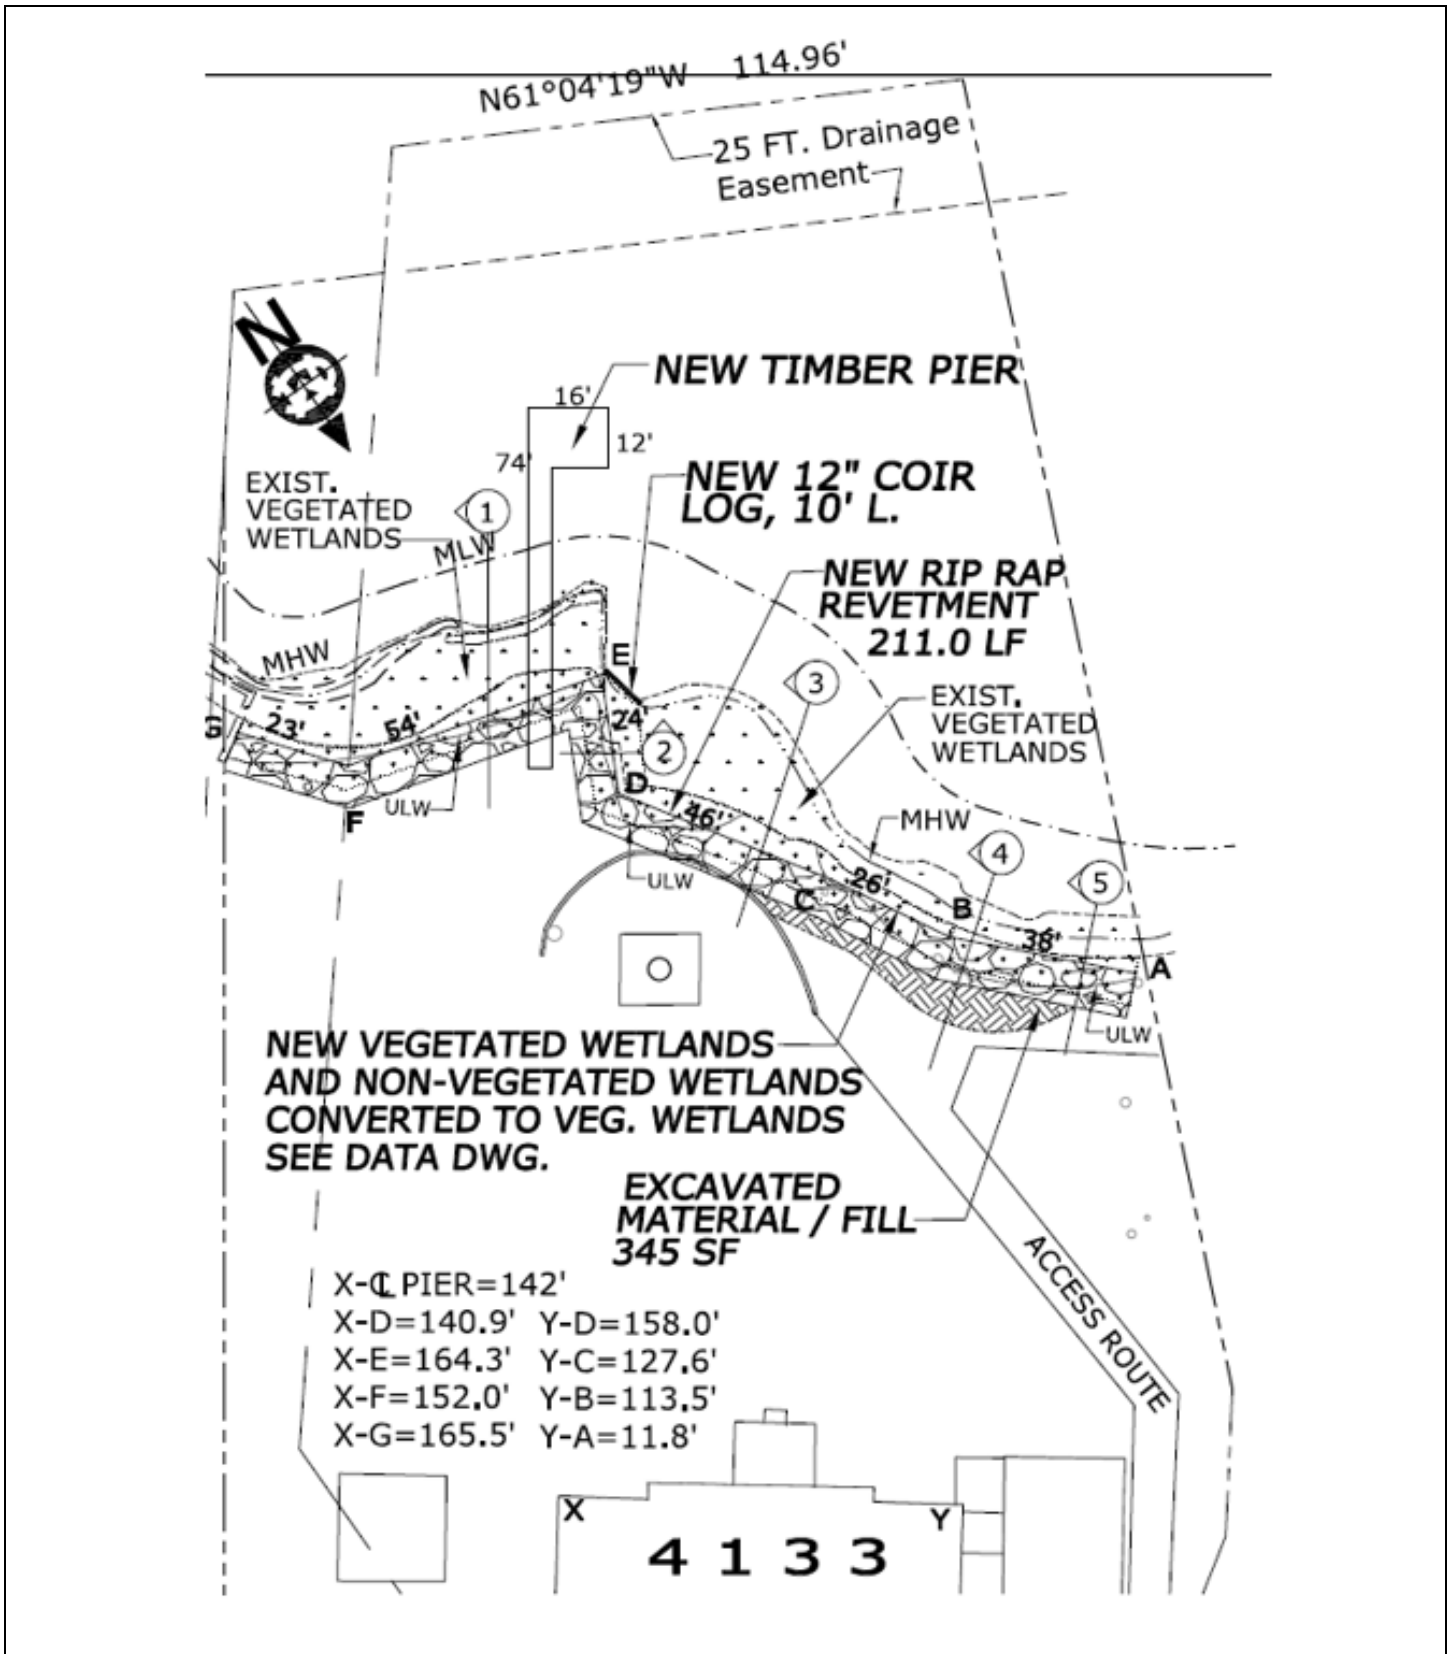 N61°04'19"W 114.96'
25 FT. Drainage
Easement
N
NEW TIMBER PIER
16'
12'
74'
EXIST.
VEGETATED
WETLANDS
1
MLW
NEW 12" COIR
LOG, 10' L.
NEW RIP RAP
REVETMENT
211.0 LF
MHW
E
3
EXIST.
VEGETATED
WETLANDS
G
23'
54'
24'
2
D
46'
ULW
F
MHW
4
ULW
26'
5
C
B
38'
A
NEW VEGETATED WETLANDS
AND NON-VEGETATED WETLANDS
CONVERTED TO VEG. WETLANDS
SEE DATA DWG.
ULW
EXCAVATED
MATERIAL / FILL
345 SF
ACCESS ROUTE
X-℄ PIER=142'
X-D=140.9' Y-D=158.0'
X-E=164.3' Y-C=127.6'
X-F=152.0' Y-B=113.5'
X-G=165.5' Y-A=11.8'
X
Y
4133